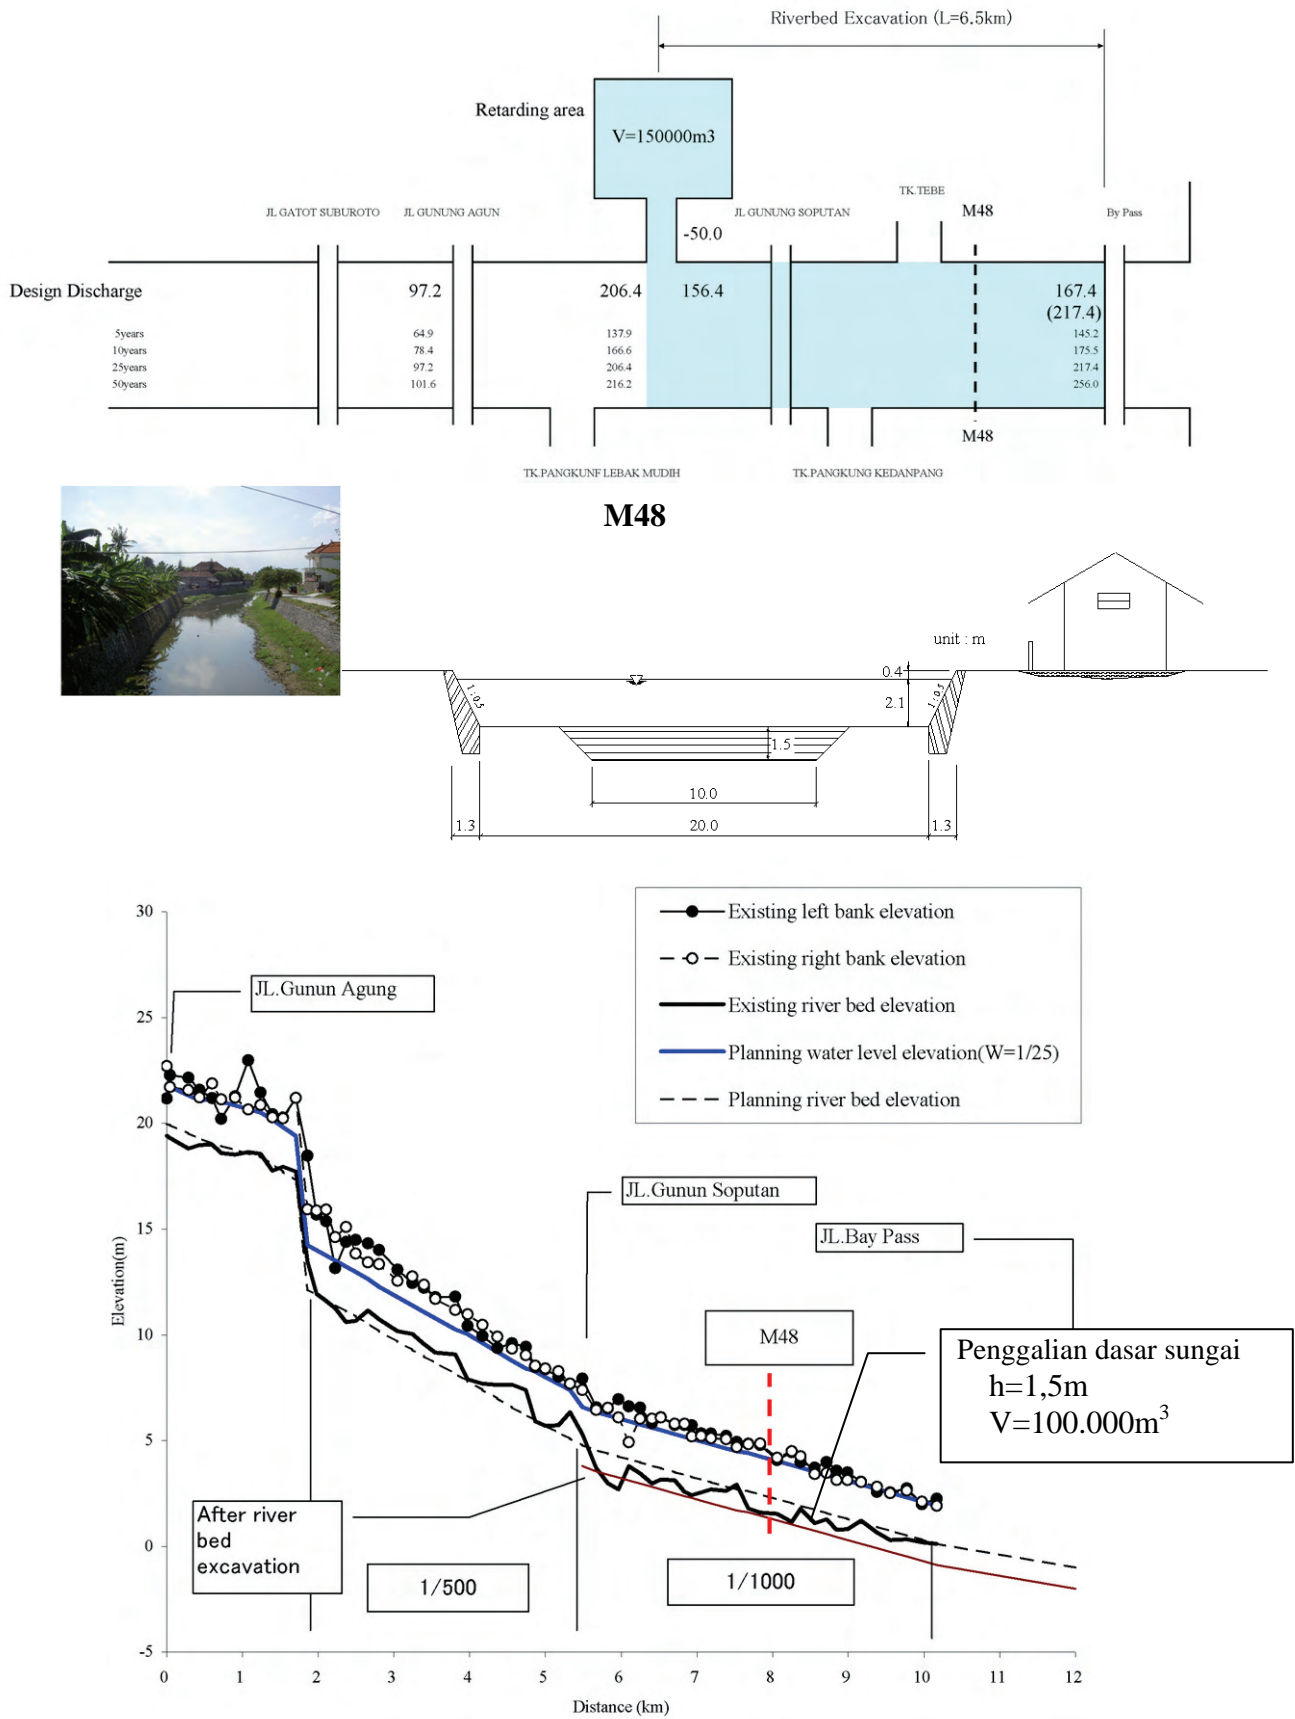 Riverbed Excavation (L=6.5km)
Retarding area
V=150000m3
TK.TEBE
JL GATOT SUBUROTO
JL GUNUNG AGUN
JL GUNUNG SOPUTAN
M48
By Pass
-50.0
Design Discharge
97.2
206.4
156.4
167.4
(217.4)
5years
64.9
137.9
145.2
10years
78.4
166.6
175.5
25years
97.2
206.4
217.4
50years
101.6
216.2
256.0
M48
TK.PANGKUNF LEBAK MUDIH
TK.PANGKUNG KEDANPANG
M48
unit : m
0.4
1:0.5
2.1
1:0.5
1.5
10.0
1.3
20.0
1.3
Existing left bank elevation
Existing right bank elevation
Existing river bed elevation
Planning water level elevation(W=1/25)
Planning river bed elevation
30
25
20
15
10
5
0
-5
Elevation(m)
JL.Gunun Agung
JL.Gunun Soputan
JL.Bay Pass
M48
Penggalian dasar sungai
h=1,5m
V=100.000m³
After river
bed
excavation
1/500
1/1000
0
1
2
3
4
5
6
7
8
9
10
11
12
Distance (km)